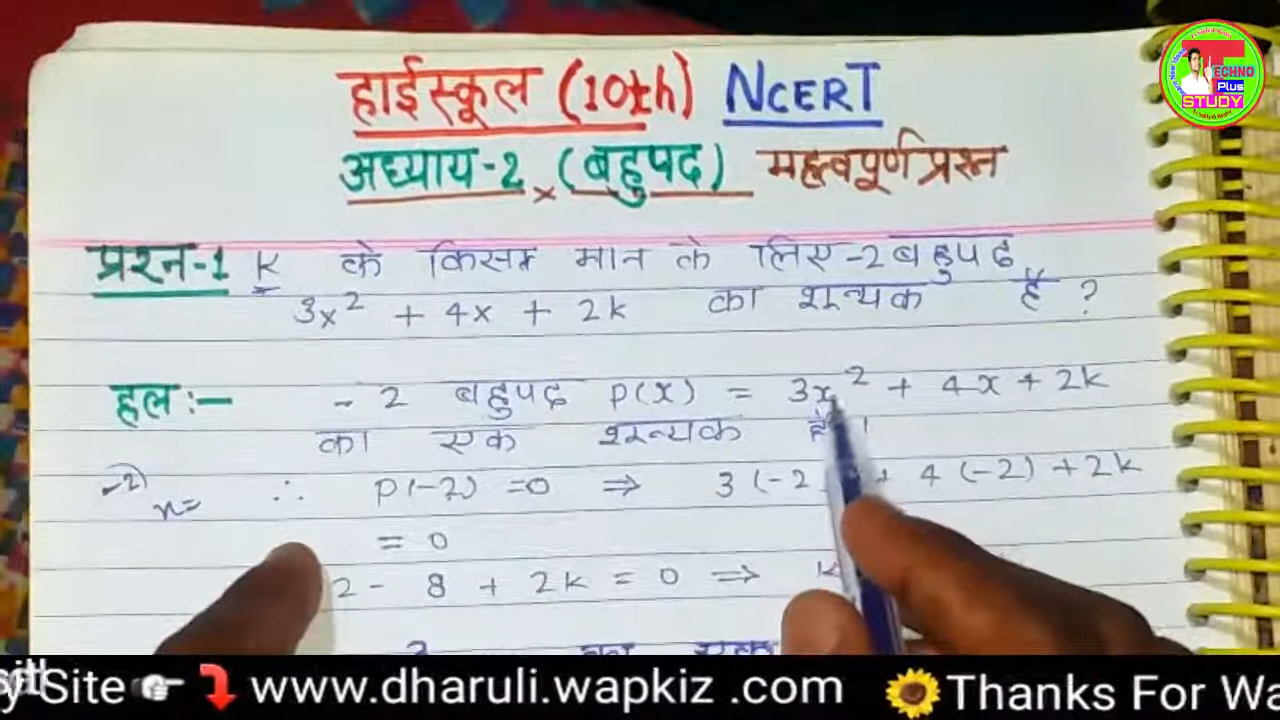 हाईस्कूल (10th) NCERT
अध्याय-2 (बहुपद) महत्वपूर्ण प्रश्न
प्रश्न-1 K के किस मान के लिए -2 बहुपद
3x² + 4x + 2k का शून्यक है ?
हल :- - 2 बहुपद P(x) = 3x² + 4x + 2k
का एक शून्यक है ।
∴ P(-2) = 0 ⇒ 3(-2 + 4(-2) + 2k
= 0
2 - 8 + 2k = 0 ⇒ K
का एक
TECHNO
Plus
STUDY
Site 👉 ⤵ www.dharuli.wapkiz .com 🌻Thanks For Wa